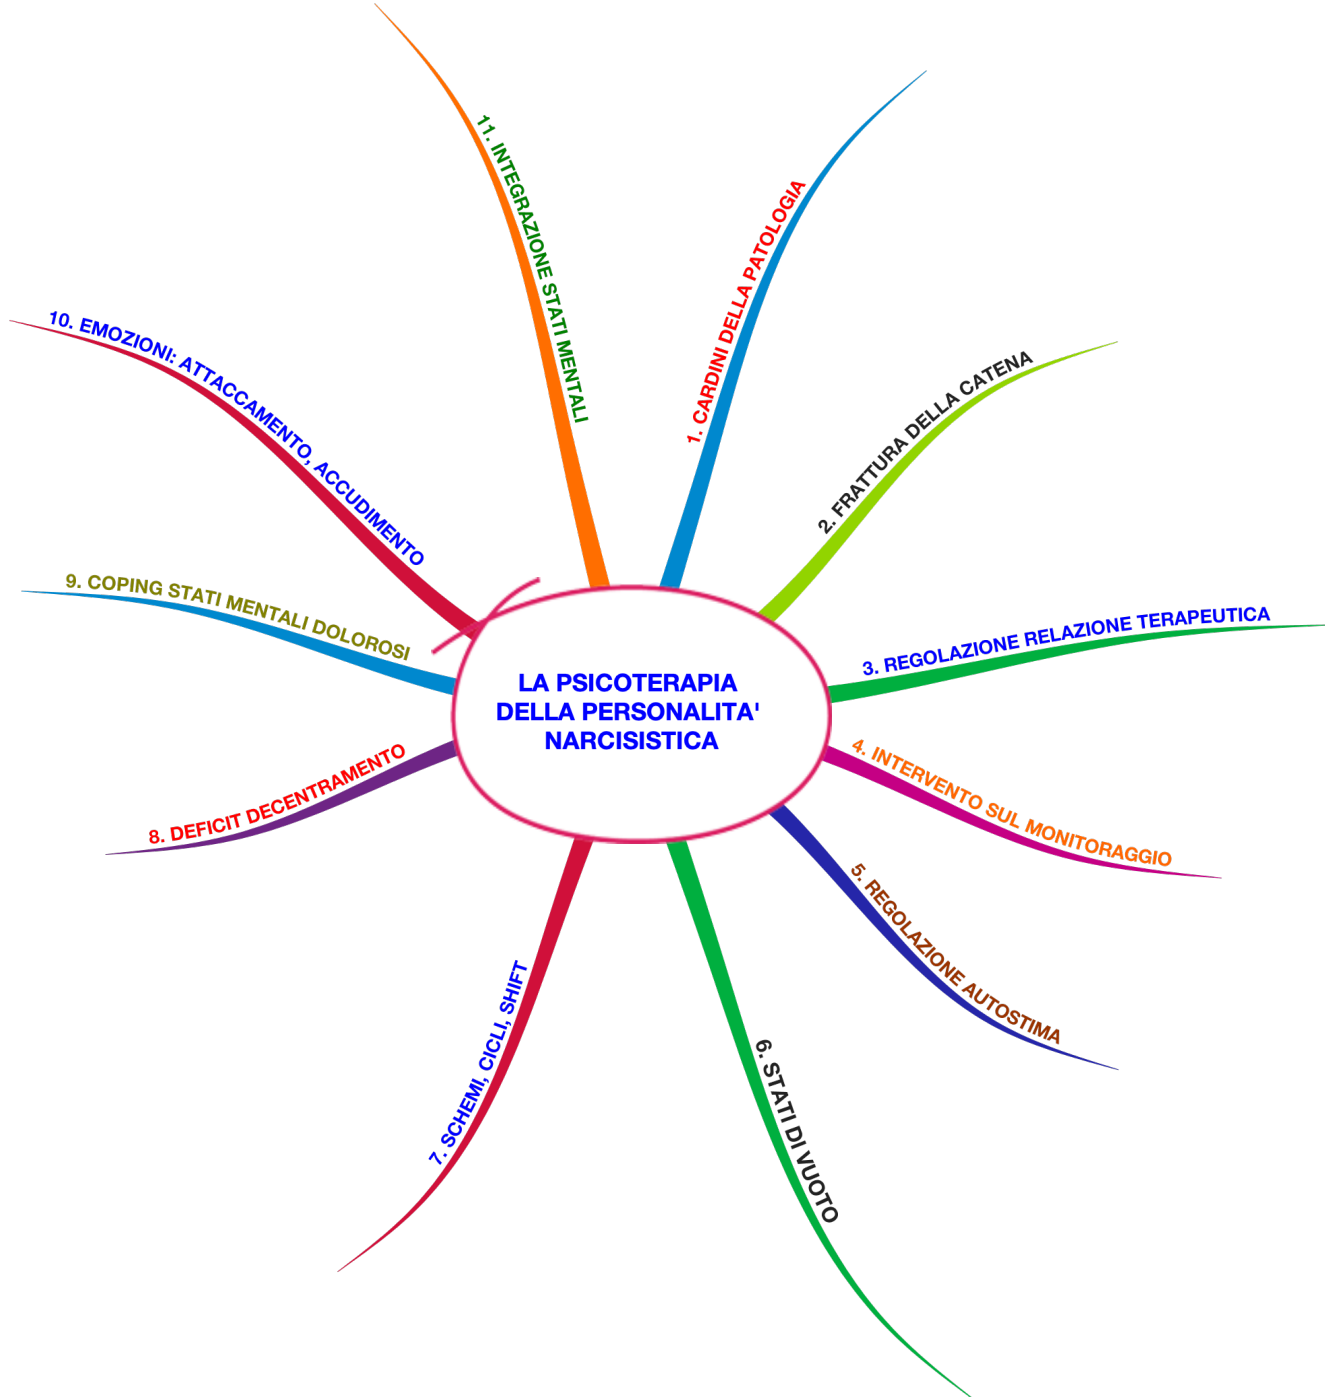 LA PSICOTERAPIA
DELLA PERSONALITA'
NARCISISTICA
1. CARDINI DELLA PATOLOGIA
2. FRATTURA DELLA CATENA
3. REGOLAZIONE RELAZIONE TERAPEUTICA
4. INTERVENTO SUL MONITORAGGIO
5. REGOLAZIONE AUTOSTIMA
6. STATI DI VUOTO
7. SCHEMI, CICLI, SHIFT
8. DEFICIT DECENTRAMENTO
9. COPING STATI MENTALI DOLOROSI
10. EMOZIONI: ATTACCAMENTO, ACCUDIMENTO
11. INTEGRAZIONE STATI MENTALI